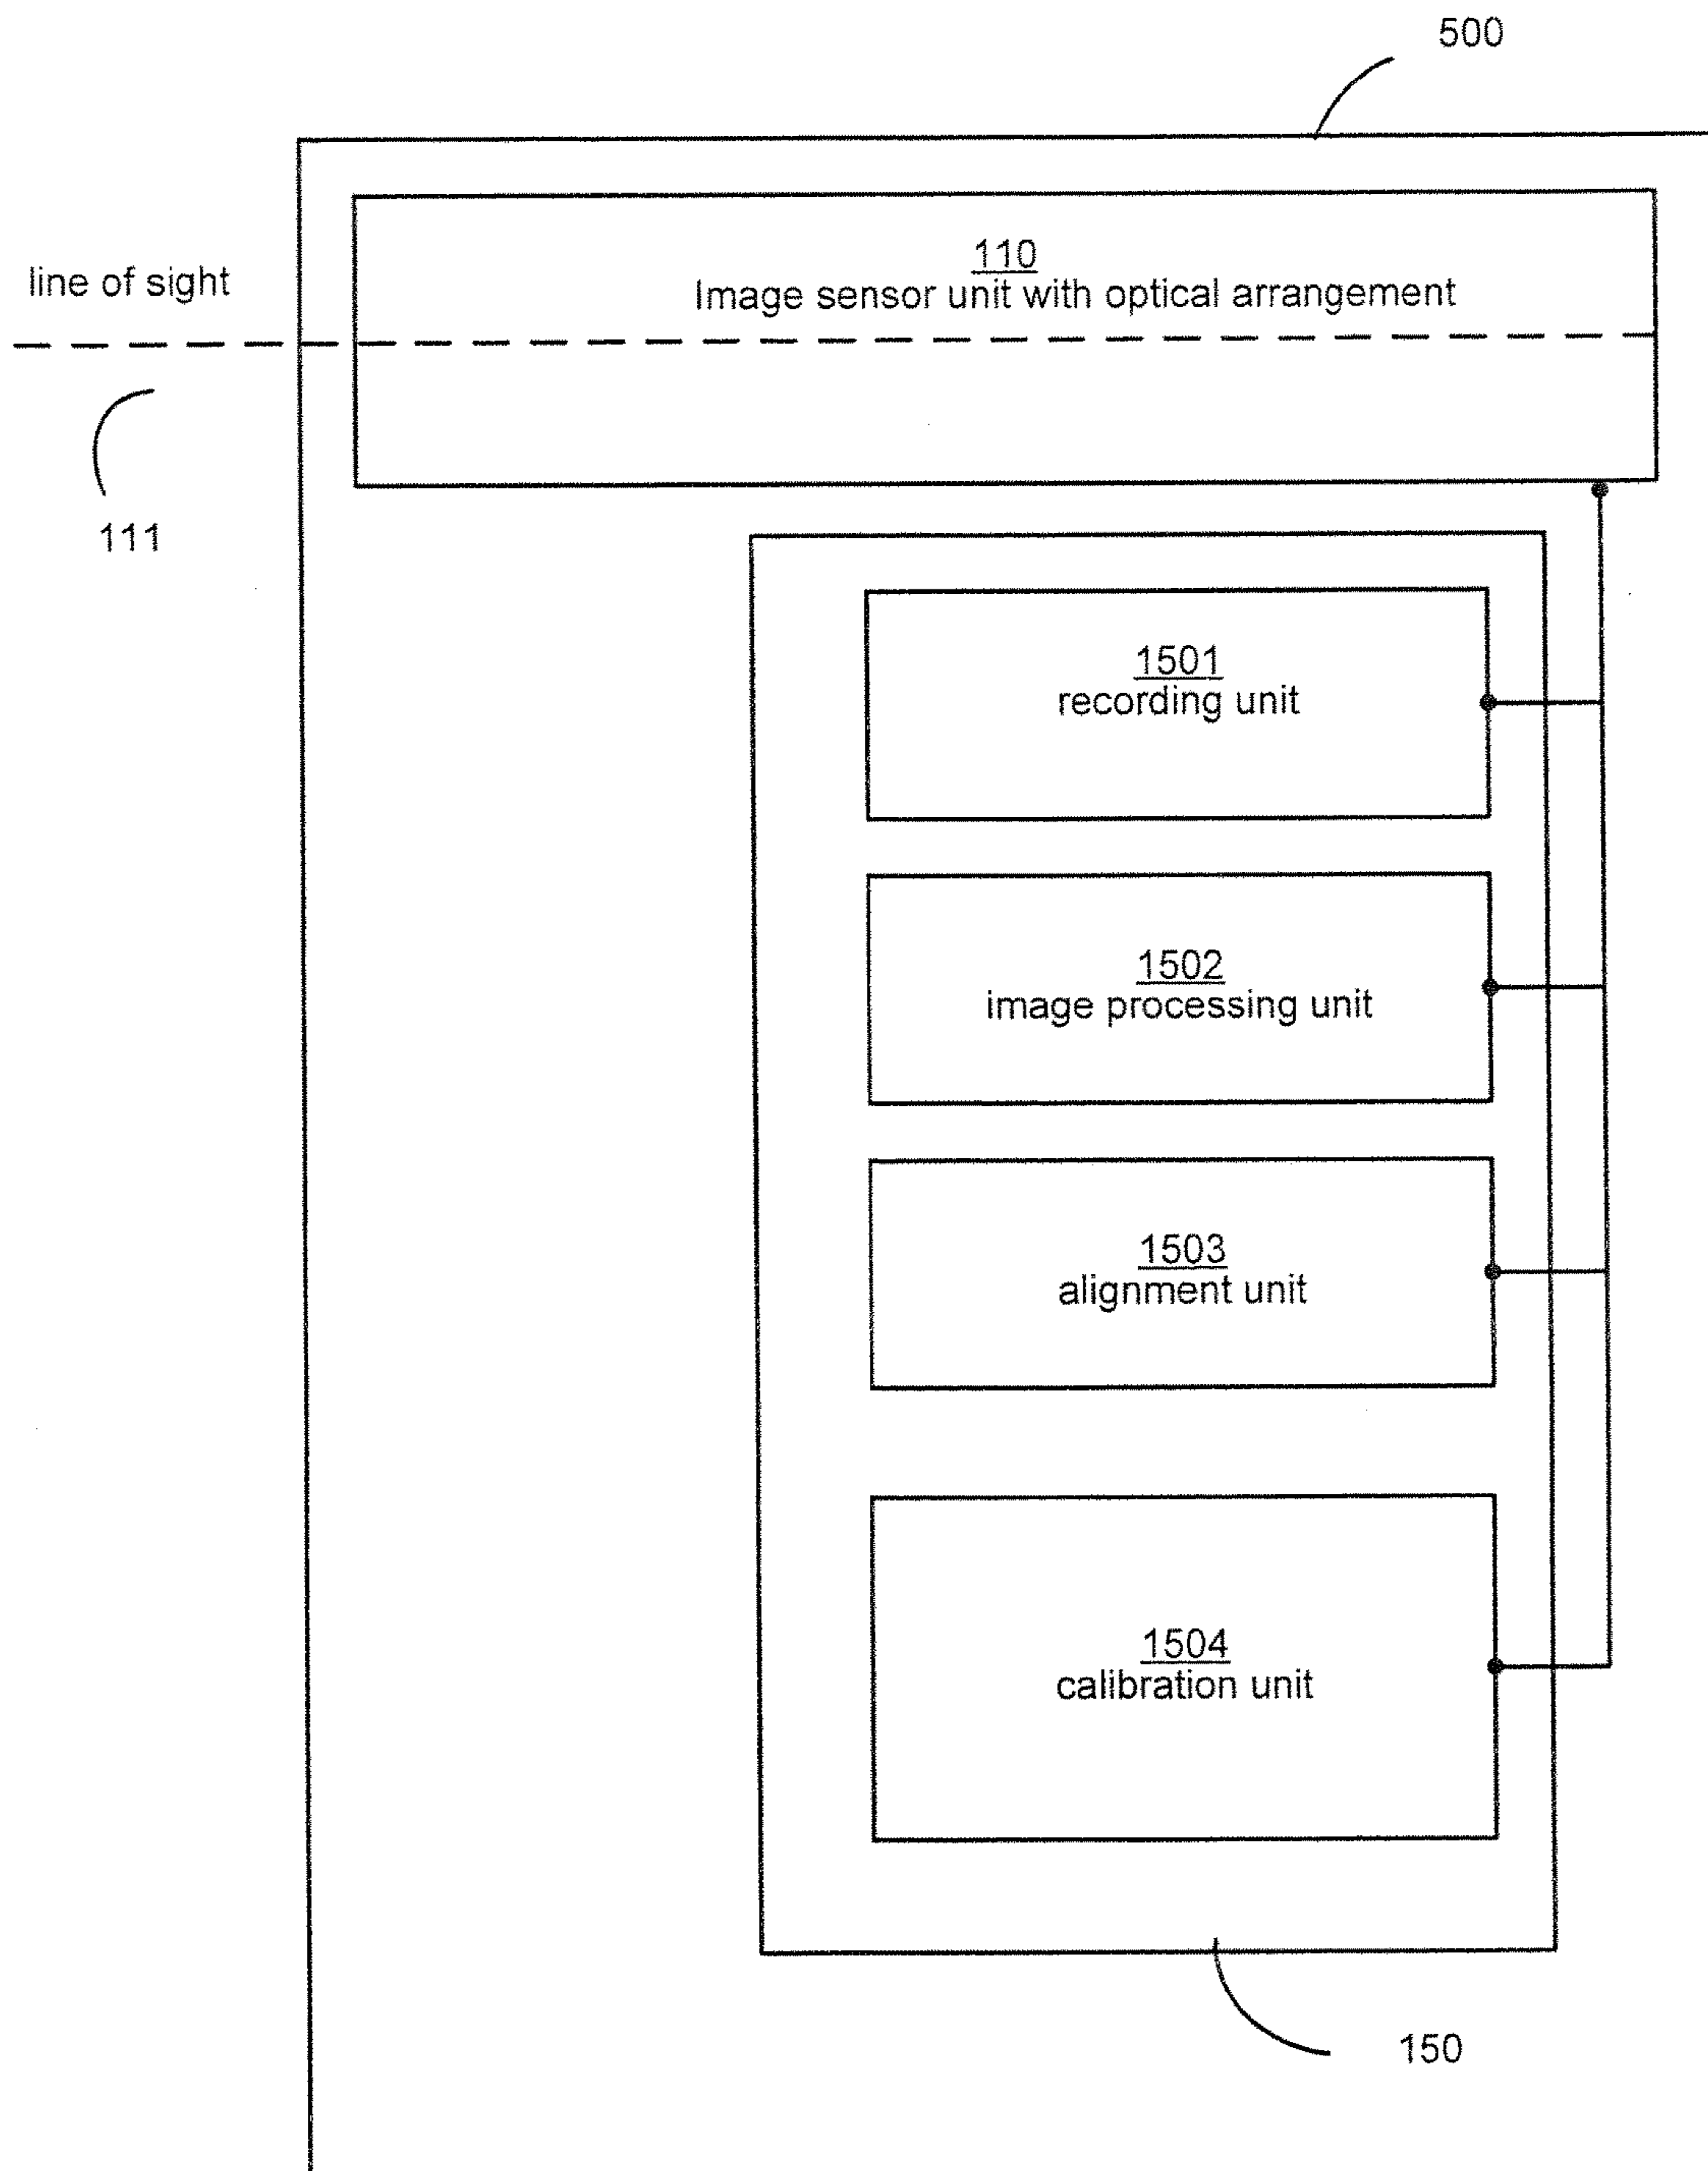 500
110
line of sight
Image sensor unit with optical arrangement
111
1501
recording unit
1502
image processing unit
1503
alignment unit
1504
calibration unit
150